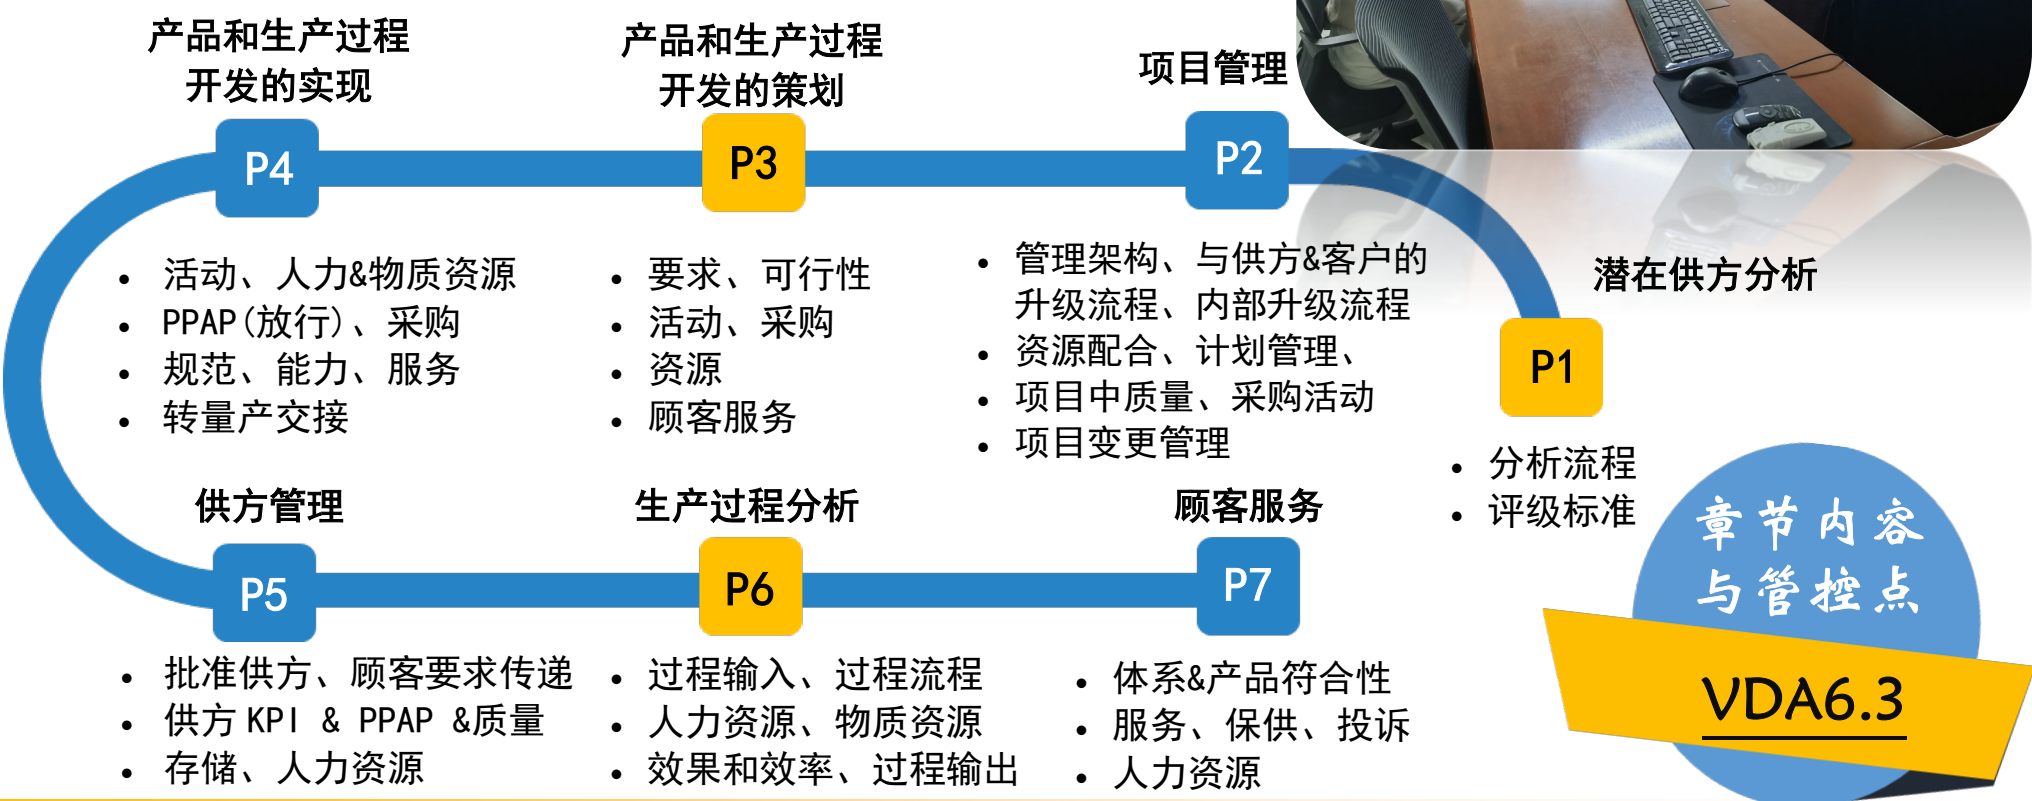 产品和生产过程
开发的实现
P4
活动、人力&物质资源
PPAP(放行)、采购
规范、能力、服务
转量产交接
产品和生产过程
开发的策划
P3
要求、可行性
活动、采购
资源
顾客服务
项目管理
P2
管理架构、与供方&客户的
升级流程、内部升级流程
资源配合、计划管理、
项目中质量、采购活动
项目变更管理
潜在供方分析
P1
分析流程
评级标准
供方管理
P5
批准供方、顾客要求传递
供方 KPI & PPAP &质量
存储、人力资源
生产过程分析
P6
过程输入、过程流程
人力资源、物质资源
效果和效率、过程输出
顾客服务
P7
体系&产品符合性
服务、保供、投诉
人力资源
章节内容
与管控点
VDA6.3